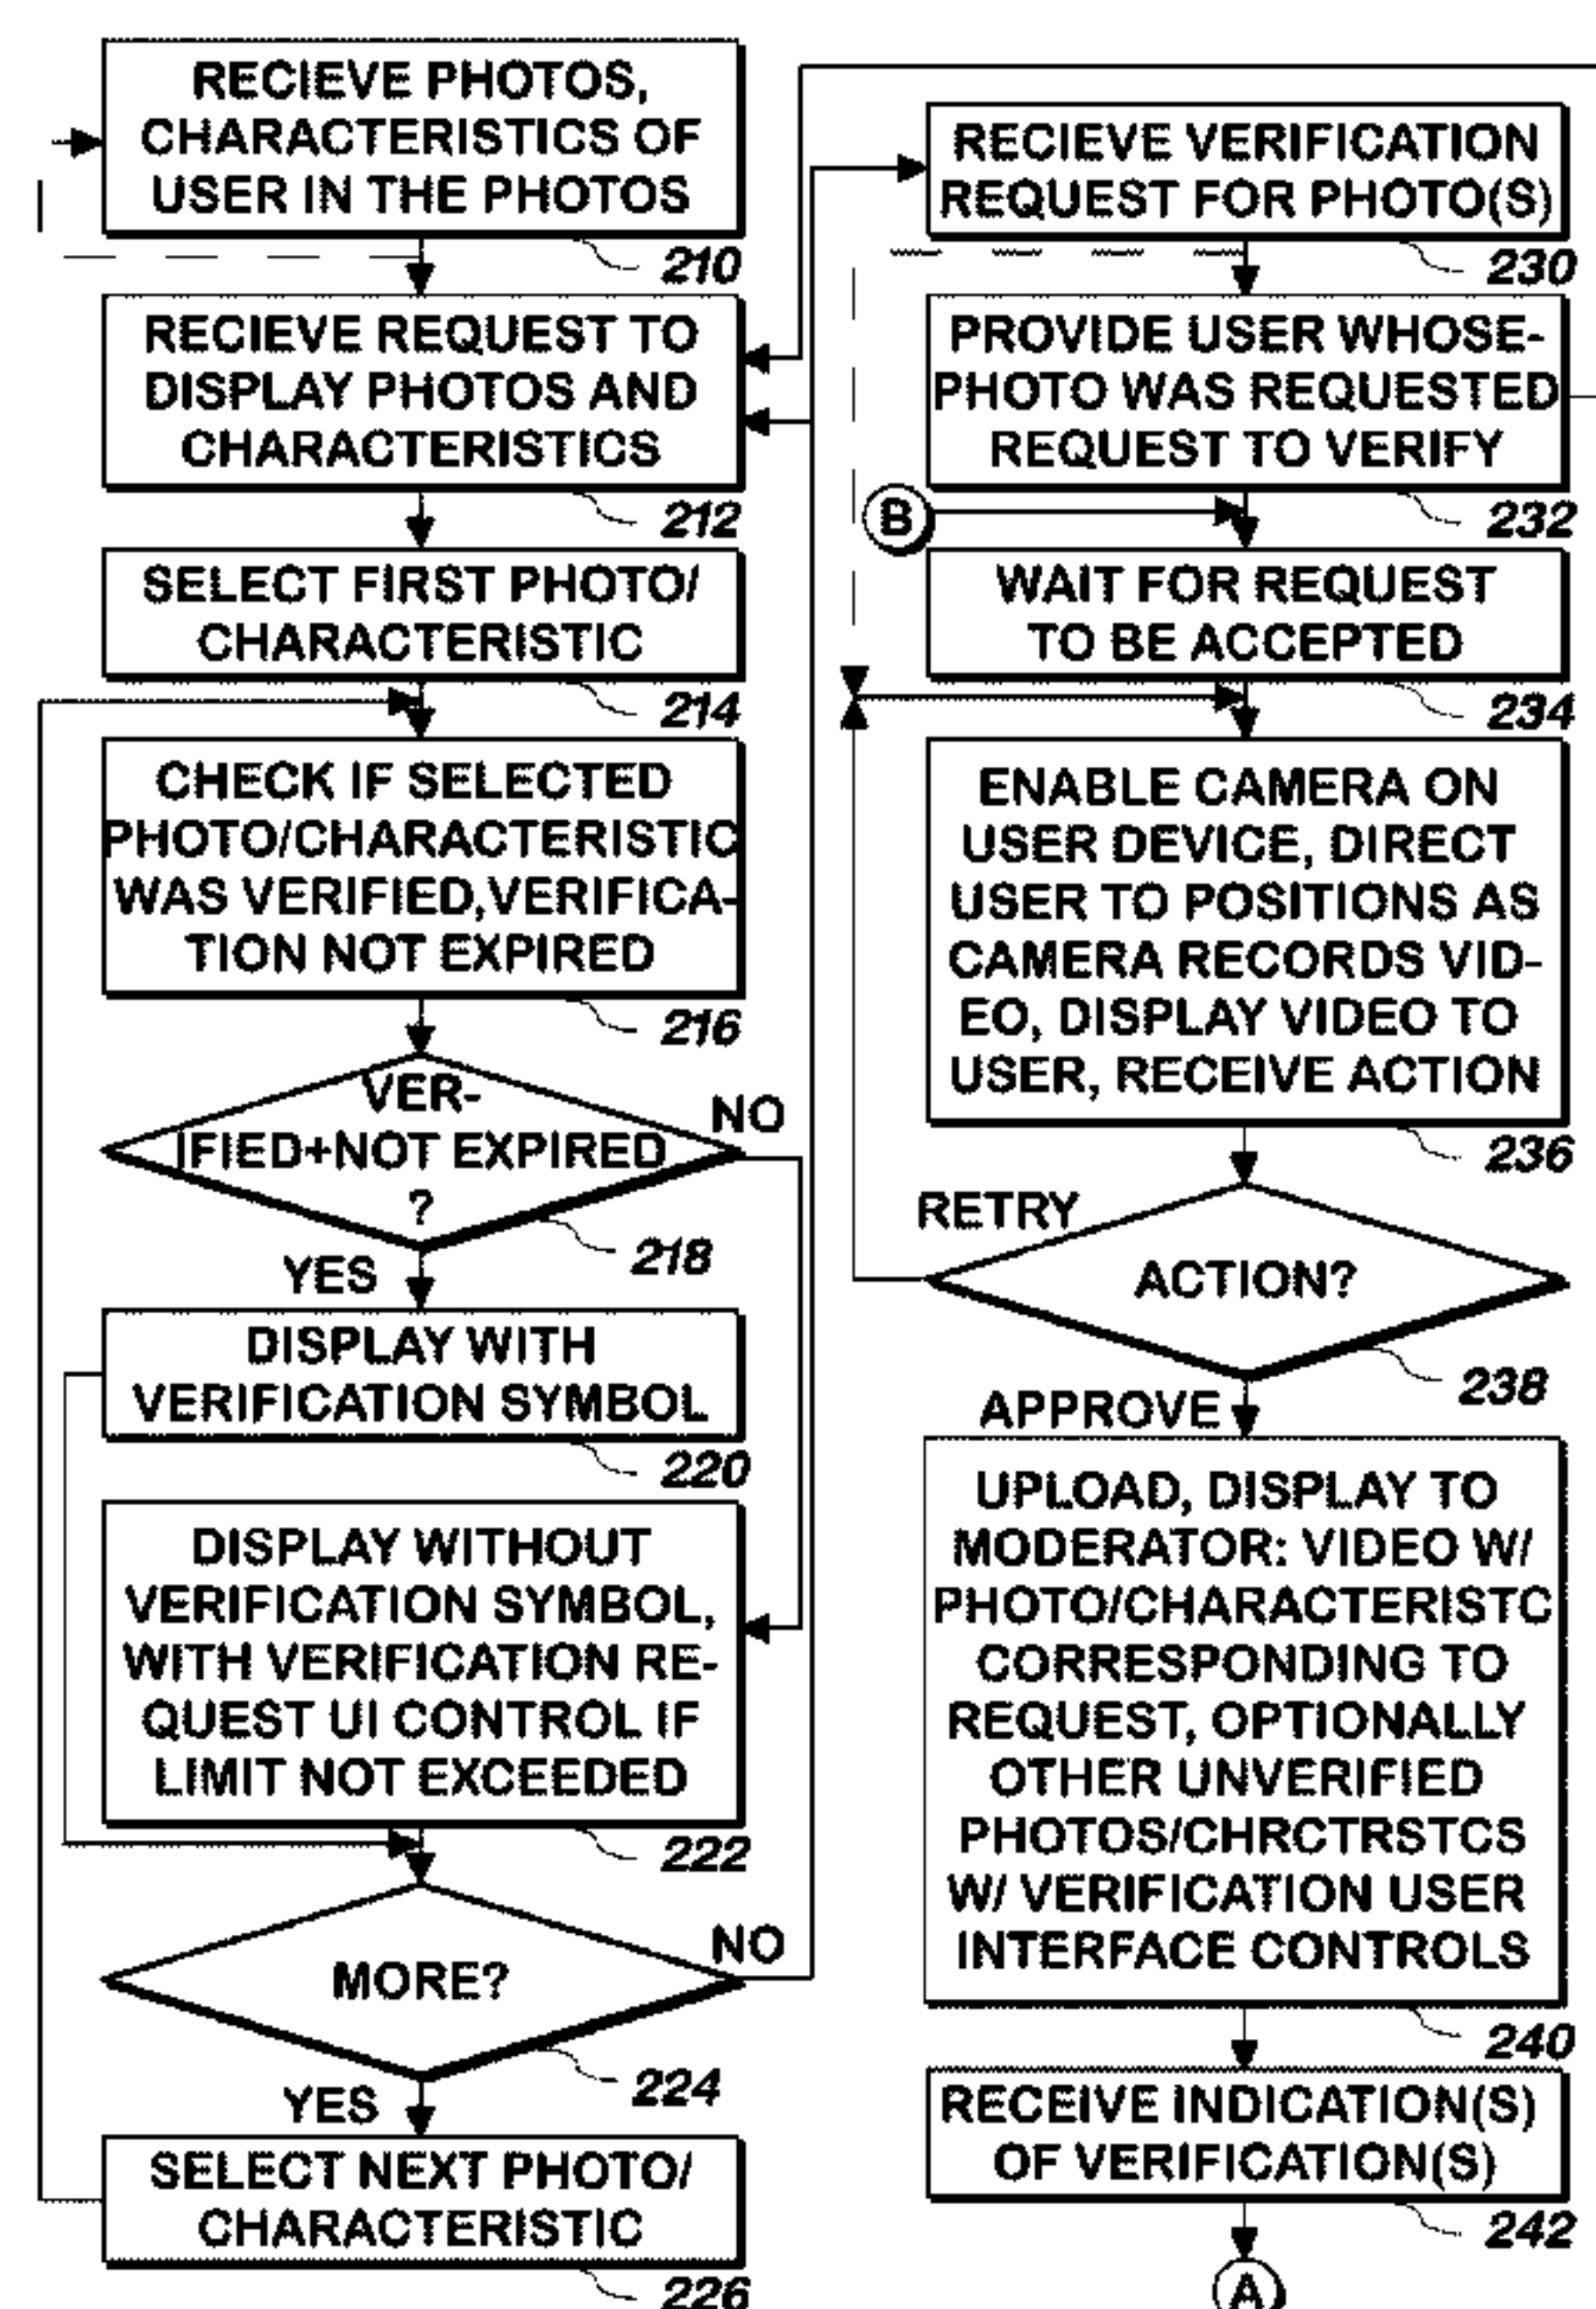 RECIEVE PHOTOS,
CHARACTERISTICS OF
USER IN THE PHOTOS
210
RECIEVE REQUEST TO
DISPLAY PHOTOS AND
CHARACTERISTICS
212
SELECT FIRST PHOTO/
CHARACTERISTIC
214
CHECK IF SELECTED
PHOTO/CHARACTERISTIC
WAS VERIFIED,VERIFICA-
TION NOT EXPIRED
216
VER-
IFIED+NOT EXPIRED
?
NO
218
YES
DISPLAY WITH
VERIFICATION SYMBOL
220
DISPLAY WITHOUT
VERIFICATION SYMBOL,
WITH VERIFICATION RE-
QUEST UI CONTROL IF
LIMIT NOT EXCEEDED
222
MORE?
NO
224
YES
SELECT NEXT PHOTO/
CHARACTERISTIC
226
RECIEVE VERIFICATION
REQUEST FOR PHOTO(S)
230
PROVIDE USER WHOSE-
PHOTO WAS REQUESTED
REQUEST TO VERIFY
232
B
WAIT FOR REQUEST
TO BE ACCEPTED
234
ENABLE CAMERA ON
USER DEVICE, DIRECT
USER TO POSITIONS AS
CAMERA RECORDS VID-
EO, DISPLAY VIDEO TO
USER, RECEIVE ACTION
236
RETRY
ACTION?
238
APPROVE
UPLOAD, DISPLAY TO
MODERATOR: VIDEO W/
PHOTO/CHARACTERISTC
CORRESPONDING TO
REQUEST, OPTIONALLY
OTHER UNVERIFIED
PHOTOS/CHRCTRSTCS
W/ VERIFICATION USER
INTERFACE CONTROLS
240
RECEIVE INDICATION(S)
OF VERIFICATION(S)
242
A